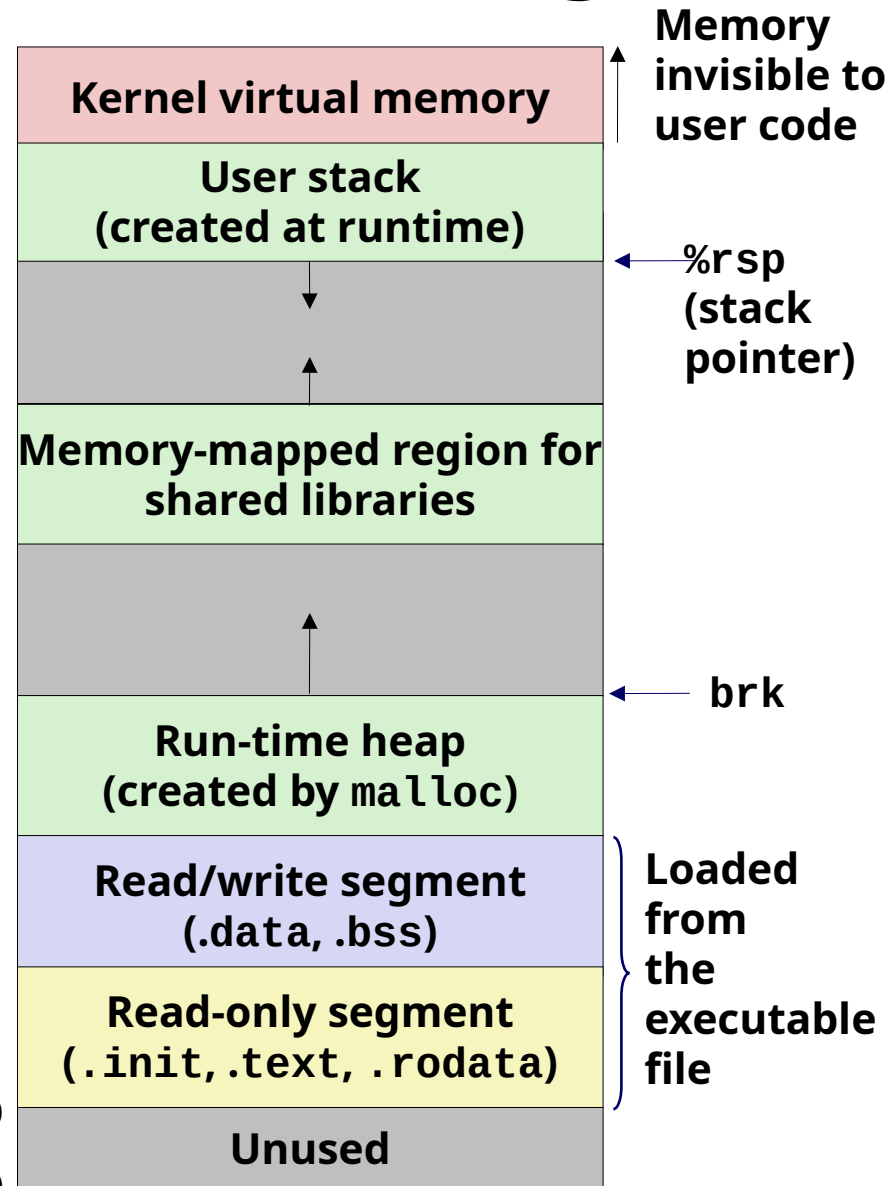 Memory
invisible to
user code
Kernel virtual memory
User stack
(created at runtime)
%rsp
(stack
pointer)
Memory-mapped region for
shared libraries
brk
Run-time heap
(created by malloc)
Read/write segment
(.data, .bss)
Loaded
from
the
executable
file
Read-only segment
(.init, .text, .rodata)
Unused